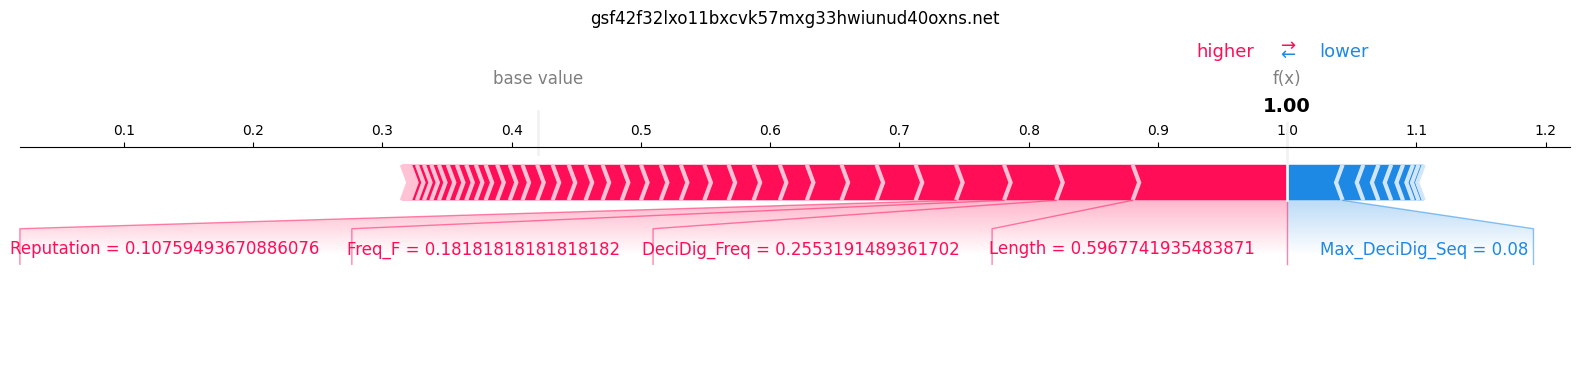 gsf42f32lxo11bxcvk57mxg33hwiunud40oxns.net
higher ⇄ lower
base value f(x)
1.00
0.1 0.2 0.3 0.4 0.5 0.6 0.7 0.8 0.9 1.0 1.1 1.2
Reputation = 0.10759493670886076 Freq_F = 0.18181818181818182 DeciDig_Freq = 0.2553191489361702 Length = 0.5967741935483871 Max_DeciDig_Seq = 0.08